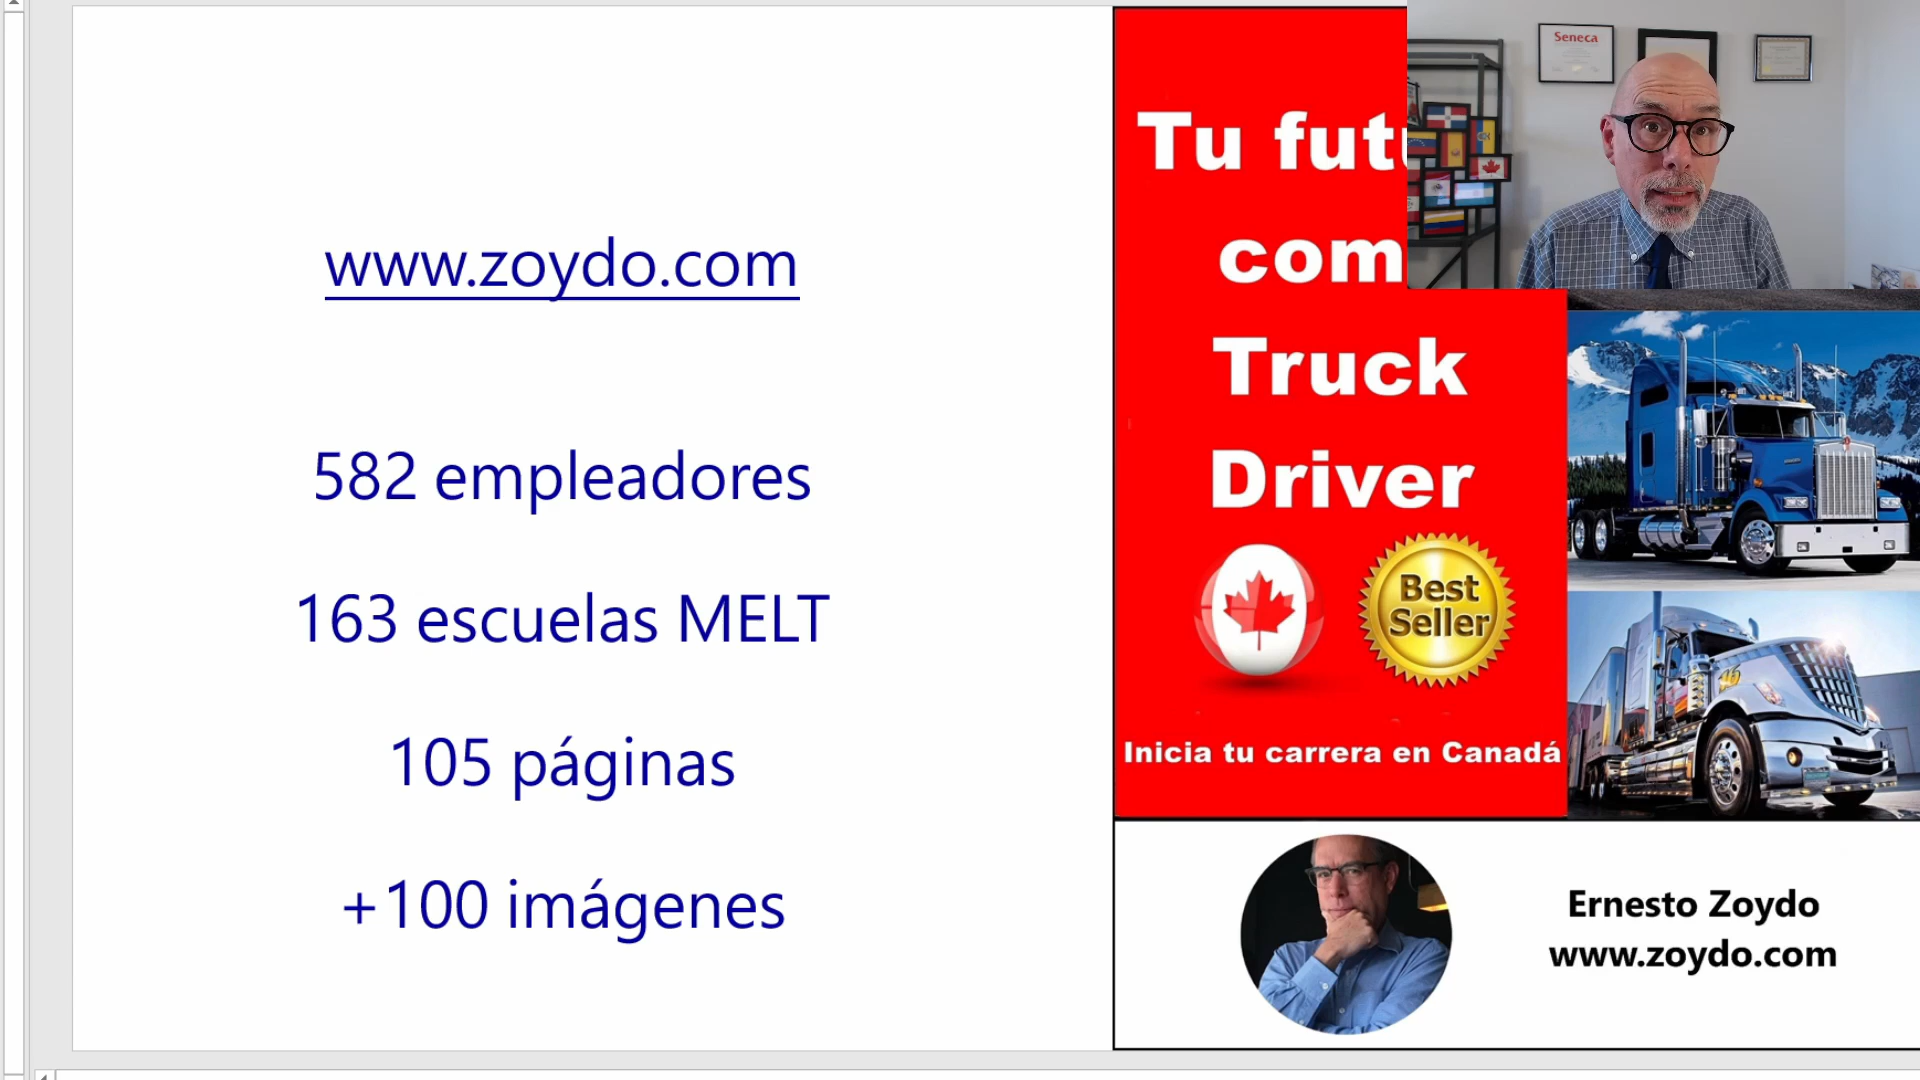 www.zoydo.com
582 empleadores
163 escuelas MELT
105 páginas
+100 imágenes
Tu fut
com
Truck
Driver
Best
Seller
Inicia tu carrera en Canadá
Ernesto Zoydo
www.zoydo.com
Seneca